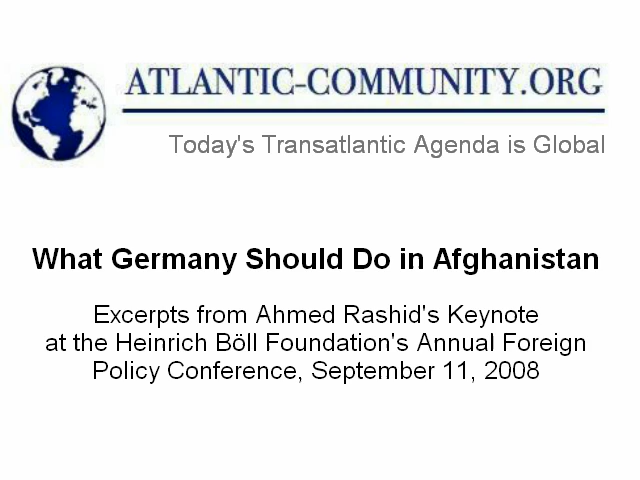 ATLANTIC-COMMUNITY.ORG
Today's Transatlantic Agenda is Global
What Germany Should Do in Afghanistan
Excerpts from Ahmed Rashid's Keynote
at the Heinrich Böll Foundation's Annual Foreign
Policy Conference, September 11, 2008